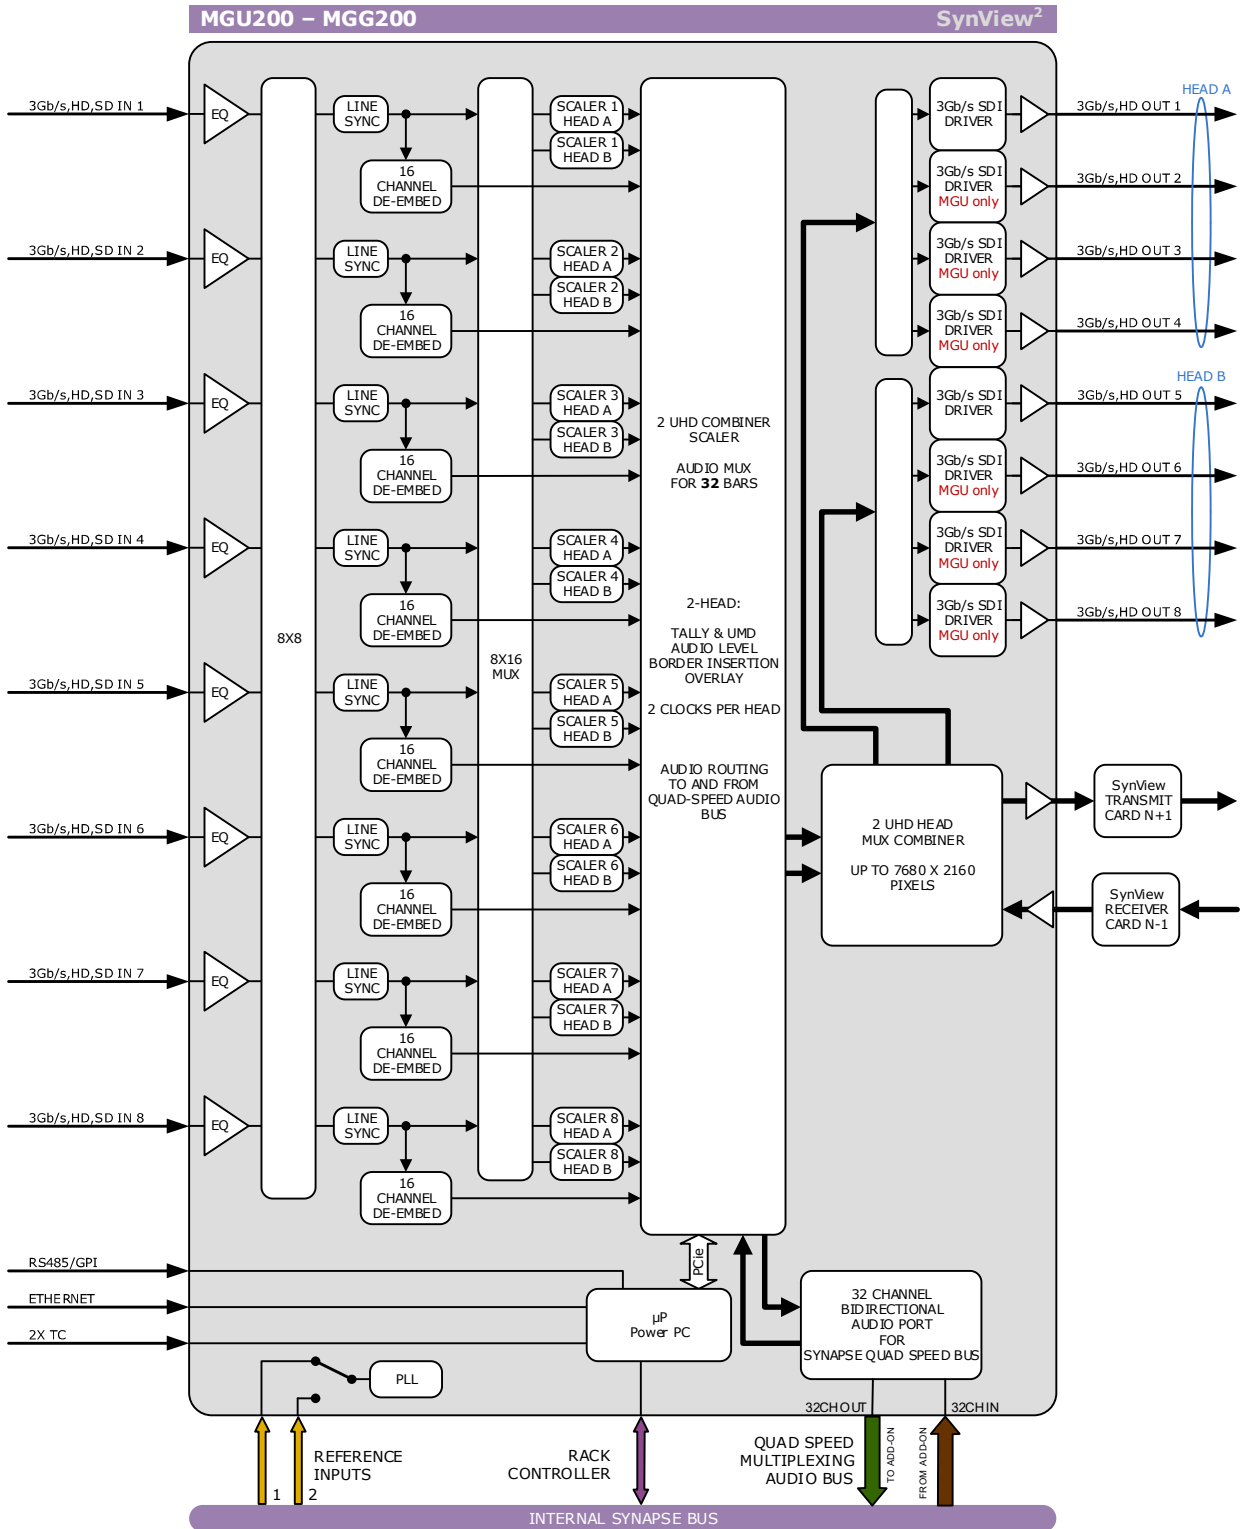 MGU200 – MGG200
SynView2
HEAD A
3Gb/s,HD,SD IN 1
EQ
LINE
SYNC
16
CHANNEL
DE-EMBED
SCALER 1
HEAD A
SCALER 1
HEAD B
3Gb/s SDI
DRIVER
3Gb/s,HD OUT 1
3Gb/s SDI
DRIVER
MGU only
3Gb/s,HD OUT 2
3Gb/s,HD,SD IN 2
EQ
LINE
SYNC
16
CHANNEL
DE-EMBED
SCALER 2
HEAD A
SCALER 2
HEAD B
3Gb/s SDI
DRIVER
MGU only
3Gb/s,HD OUT 3
3Gb/s SDI
DRIVER
MGU only
3Gb/s,HD OUT 4
HEAD B
3Gb/s,HD,SD IN 3
EQ
LINE
SYNC
16
CHANNEL
DE-EMBED
SCALER 3
HEAD A
SCALER 3
HEAD B
3Gb/s SDI
DRIVER
3Gb/s,HD OUT 5
3Gb/s SDI
DRIVER
MGU only
3Gb/s,HD OUT 6
2 UHD COMBINER
SCALER
AUDIO MUX
FOR 32 BARS
3Gb/s,HD,SD IN 4
EQ
LINE
SYNC
16
CHANNEL
DE-EMBED
SCALER 4
HEAD A
SCALER 4
HEAD B
3Gb/s SDI
DRIVER
MGU only
3Gb/s,HD OUT 7
3Gb/s SDI
DRIVER
MGU only
3Gb/s,HD OUT 8
2-HEAD:
TALLY & UMD
AUDIO LEVEL
BORDER INSERTION
OVERLAY
2 CLOCKS PER HEAD
8X8
8X16
MUX
3Gb/s,HD,SD IN 5
EQ
LINE
SYNC
16
CHANNEL
DE-EMBED
SCALER 5
HEAD A
SCALER 5
HEAD B
AUDIO ROUTING
TO AND FROM
QUAD-SPEED AUDIO
BUS
SynView
TRANSMIT
CARD N+1
3Gb/s,HD,SD IN 6
EQ
LINE
SYNC
16
CHANNEL
DE-EMBED
SCALER 6
HEAD A
SCALER 6
HEAD B
2 UHD HEAD
MUX COMBINER
UP TO 7680 X 2160
PIXELS
SynView
RECEIVER
CARD N-1
3Gb/s,HD,SD IN 7
EQ
LINE
SYNC
16
CHANNEL
DE-EMBED
SCALER 7
HEAD A
SCALER 7
HEAD B
3Gb/s,HD,SD IN 8
EQ
LINE
SYNC
16
CHANNEL
DE-EMBED
SCALER 8
HEAD A
SCALER 8
HEAD B
RS485/GPI
ETHERNET
2X TC
PCie
µP
Power PC
32 CHANNEL
BIDIRECTIONAL
AUDIO PORT
FOR
SYNAPSE QUAD SPEED BUS
PLL
32CH OUT
32CH IN
REFERENCE
INPUTS
1
2
RACK
CONTROLLER
QUAD SPEED
MULTIPLEXING
AUDIO BUS
TO ADD-ON
FROM ADD-ON
INTERNAL SYNAPSE BUS